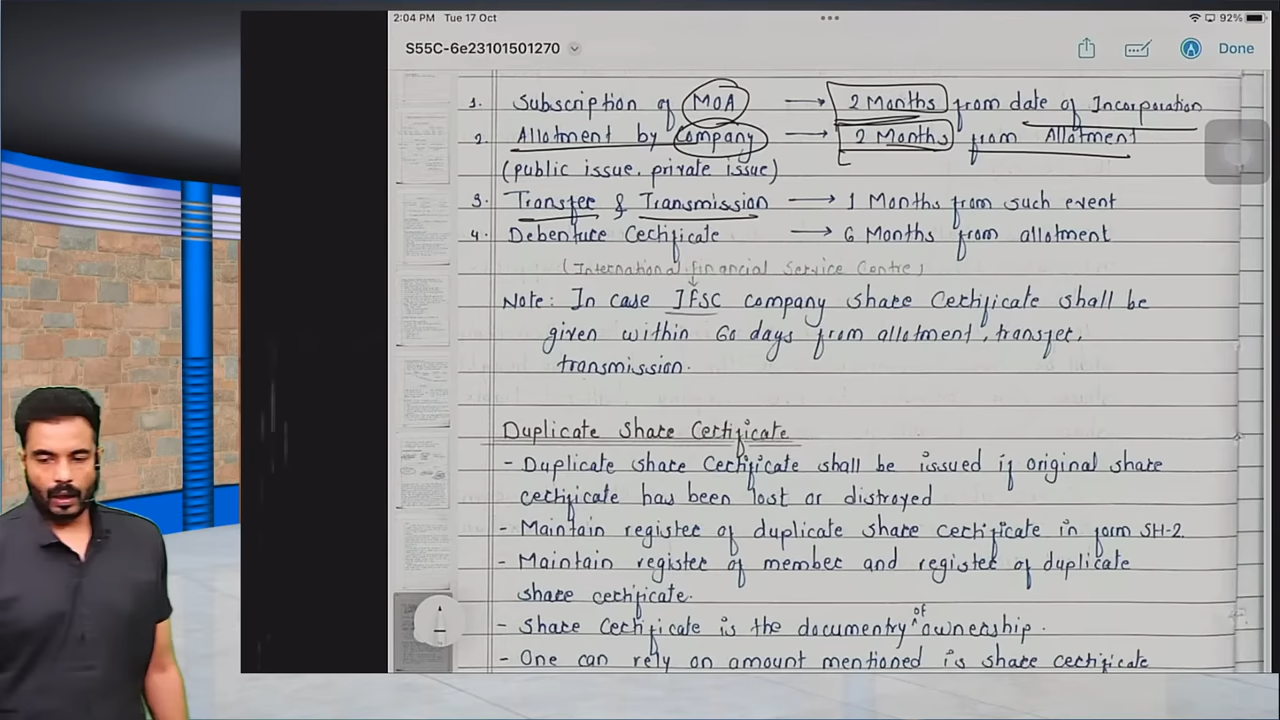 2:04 PM Tue 17 Oct
92%
S55C-6e23101501270
Done
1. Subscription of MOA → 2 Months from date of Incorporation
2. Allotment by company → 2 Months from Allotment
(public issue, private issue)
3. Transfer & Transmission → 1 Months from such event
4. Debenture Certificate → 6 Months from allotment
(International financial Service Centre)
Note: In case IFSC company share Certificate shall be
given within 60 days from allotment, transfer,
transmission.
Duplicate Share Certificate
- Duplicate share Certificate shall be issued if original share
certificate has been lost or distroyed
- Maintain register of duplicate share certificate in form SH-2.
- Maintain register of member and register of duplicate
share certificate.
- Share Certificate is the documentry of ownership.
- One can rely on amount mentioned is share certificate